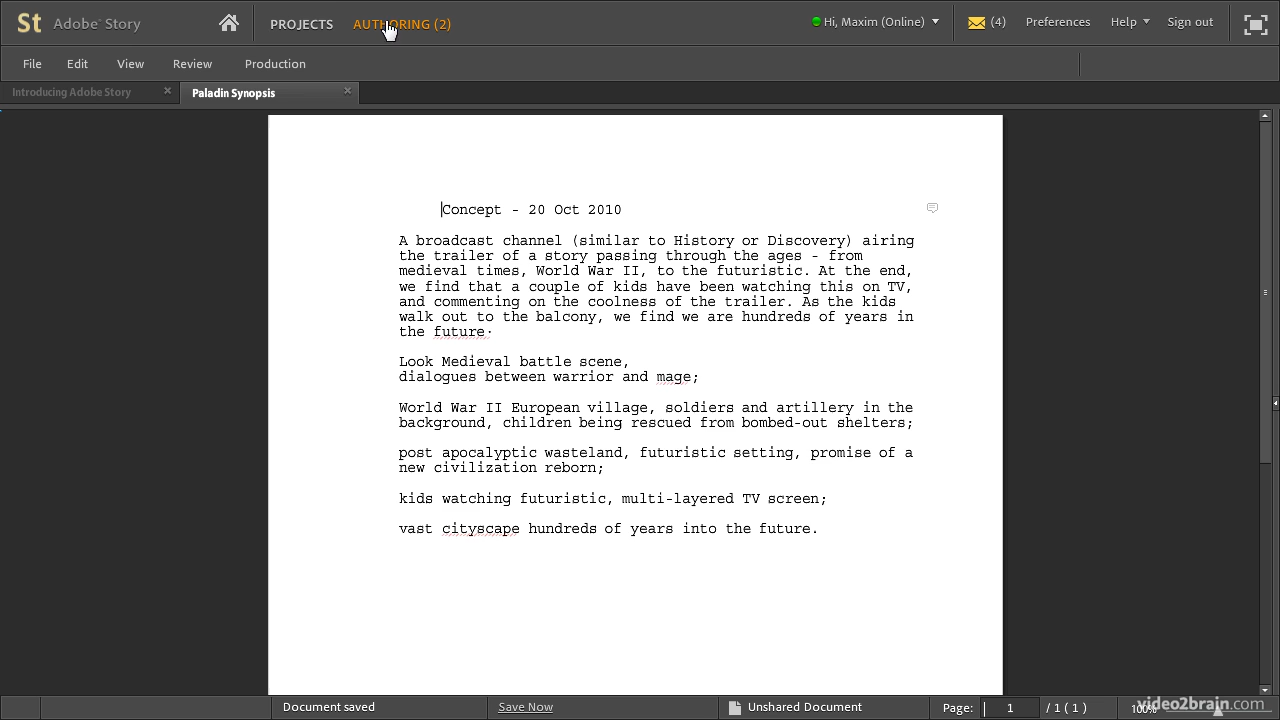 St Adobe® Story PROJECTS AUTHORING (2) Hi, Maxim (Online) (4) Preferences Help Sign out
File Edit View Review Production
Introducing Adobe Story × Paladin Synopsis ×
Concept - 20 Oct 2010
A broadcast channel (similar to History or Discovery) airing
the trailer of a story passing through the ages - from
medieval times, World War II, to the futuristic. At the end,
we find that a couple of kids have been watching this on TV,
and commenting on the coolness of the trailer. As the kids
walk out to the balcony, we find we are hundreds of years in
the future·
Look Medieval battle scene,
dialogues between warrior and mage;
World War II European village, soldiers and artillery in the
background, children being rescued from bombed-out shelters;
post apocalyptic wasteland, futuristic setting, promise of a
new civilization reborn;
kids watching futuristic, multi-layered TV screen;
vast cityscape hundreds of years into the future.
Document saved Save Now Unshared Document Page: 1 / 1 ( 1 ) 100%
video2brain.com